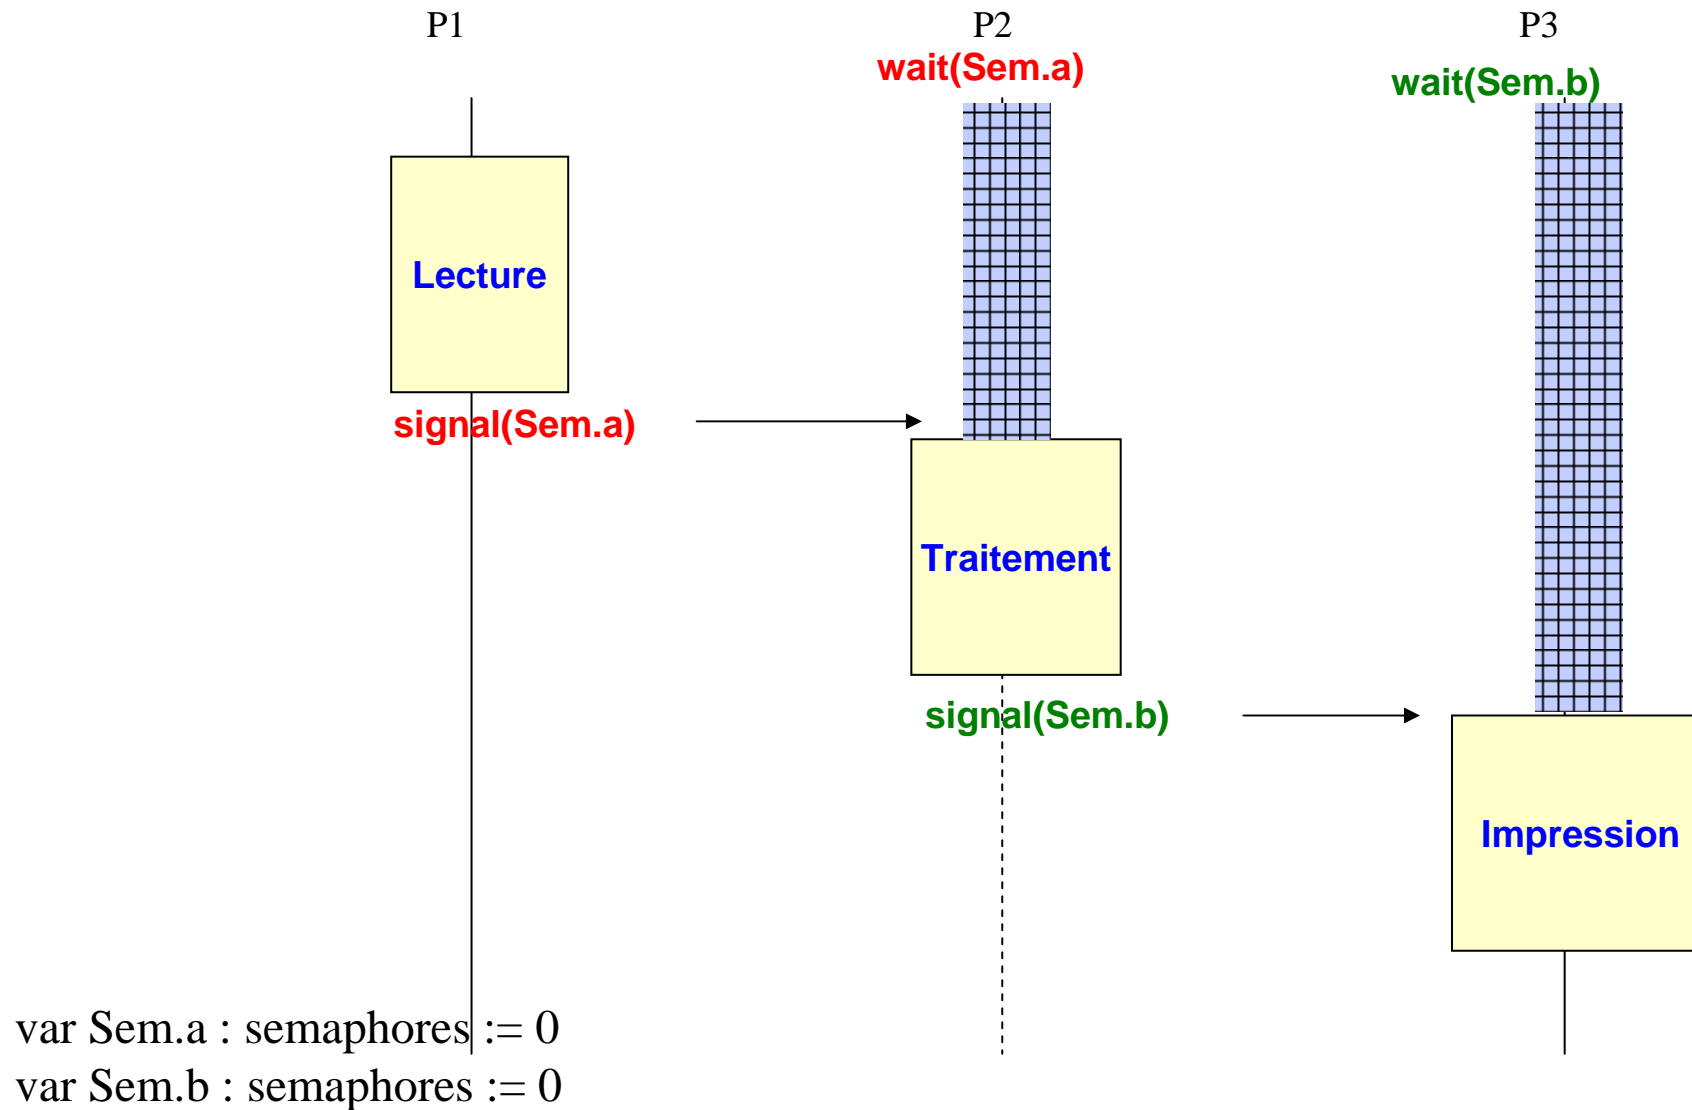 P1
P2
P3
wait(Sem.a)
wait(Sem.b)
Lecture
signal(Sem.a)
Traitement
signal(Sem.b)
Impression
var Sem.a : semaphores := 0
var Sem.b : semaphores := 0